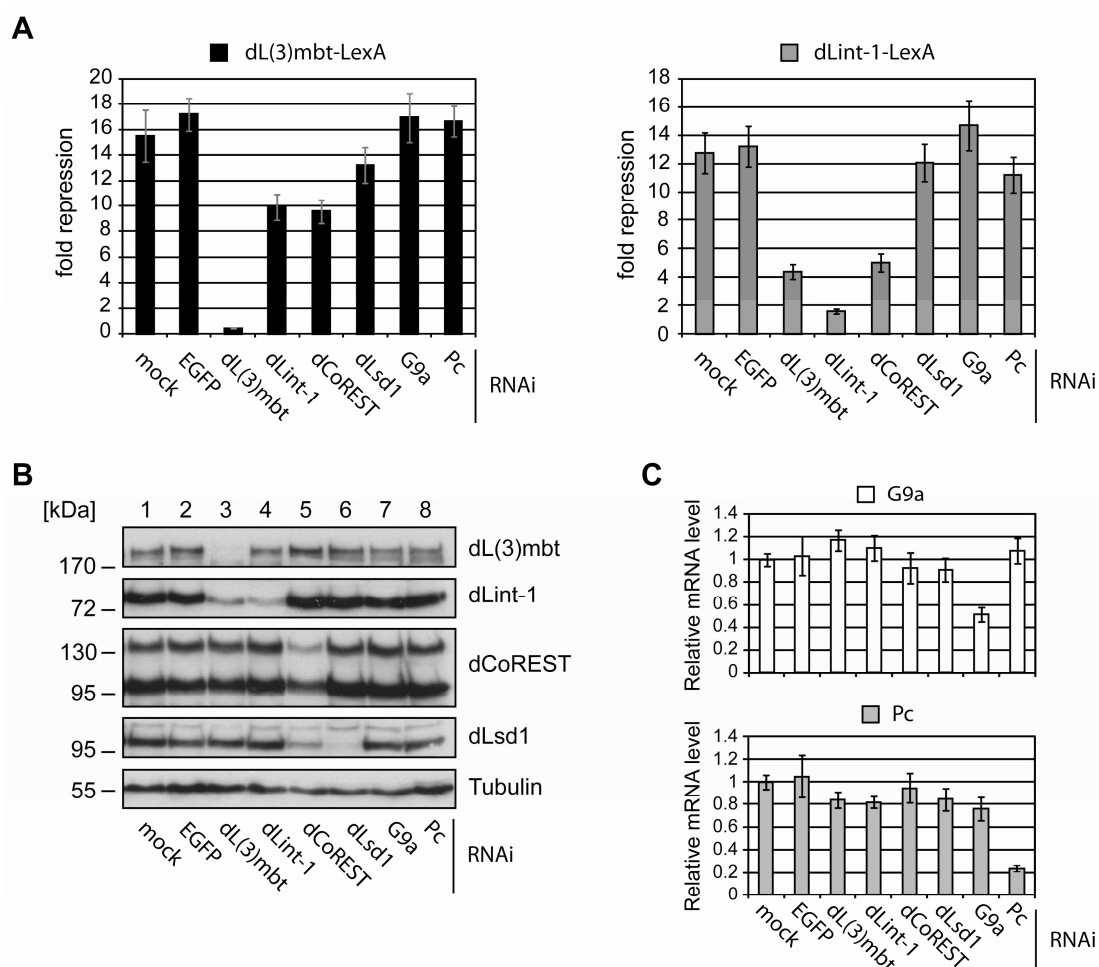 A
dL(3)mbt-LexA
fold repression
20
18
16
14
12
10
8
6
4
2
0
mock
EGFP
dL(3)mbt
dLint-1
dCoREST
dLsd1
G9a
Pc
RNAi
dLint-1-LexA
fold repression
18
16
14
12
10
8
6
4
2
0
mock
EGFP
dL(3)mbt
dLint-1
dCoREST
dLsd1
G9a
Pc
RNAi
B
[kDa] 1 2 3 4 5 6 7 8
170
dL(3)mbt
72
dLint-1
130
95
dCoREST
95
dLsd1
55
Tubulin
mock
EGFP
dL(3)mbt
dLint-1
dCoREST
dLsd1
G9a
Pc
RNAi
C
G9a
Relative mRNA level
1.4
1.2
1
0.8
0.6
0.4
0.2
0
Pc
Relative mRNA level
1.4
1.2
1
0.8
0.6
0.4
0.2
0
mock
EGFP
dL(3)mbt
dLint-1
dCoREST
dLsd1
G9a
Pc
RNAi